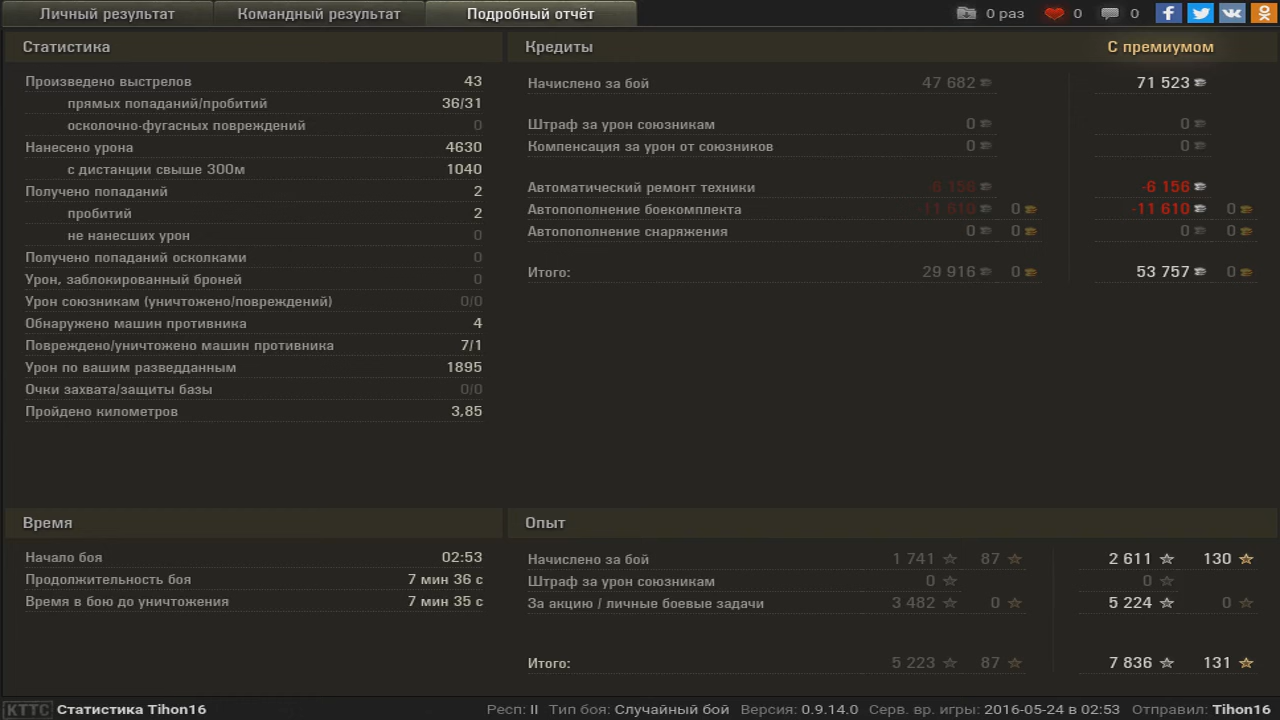 Личный результат Командный результат Подробный отчёт 0 раз 0 0
Статистика
Произведено выстрелов 43
прямых попаданий/пробитий 36/31
осколочно-фугасных повреждений 0
Нанесено урона 4630
с дистанции свыше 300м 1040
Получено попаданий 2
пробитий 2
не нанесших урон 0
Получено попаданий осколками 0
Урон, заблокированный броней 0
Урон союзникам (уничтожено/повреждений) 0/0
Обнаружено машин противника 4
Повреждено/уничтожено машин противника 7/1
Урон по вашим разведданным 1895
Очки захвата/защиты базы 0/0
Пройдено километров 3,85
Кредиты С премиумом
Начислено за бой 47 682 71 523
Штраф за урон союзникам 0 0
Компенсация за урон от союзников 0 0
Автоматический ремонт техники -6 156 -6 156
Автопополнение боекомплекта -11 610 0 -11 610 0
Автопополнение снаряжения 0 0 0 0
Итого: 29 916 0 53 757 0
Время
Начало боя 02:53
Продолжительность боя 7 мин 36 с
Время в бою до уничтожения 7 мин 35 с
Опыт
Начислено за бой 1 741 87 2 611 130
Штраф за урон союзникам 0 0
За акцию / личные боевые задачи 3 482 0 5 224 0
Итого: 5 223 87 7 836 131
КТТС Статистика Tihon16 Респ: II Тип боя: Случайный бой Версия: 0.9.14.0 Серв. вр. игры: 2016-05-24 в 02:53 Отправил: Tihon16